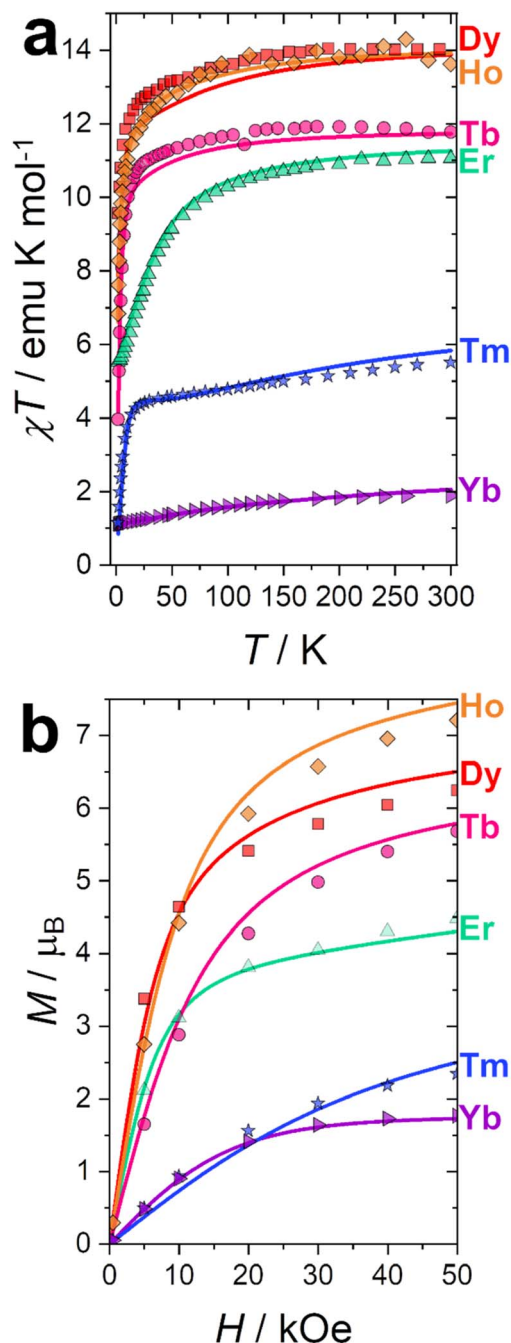 a
14
12
10
8
6
4
2
0
χT / emu K mol⁻¹
Dy
Ho
Tb
Er
Tm
Yb
0 50 100 150 200 250 300
T / K
b
7
6
5
4
3
2
1
0
M / μB
Ho
Dy
Tb
Er
Tm
Yb
0 10 20 30 40 50
H / kOe